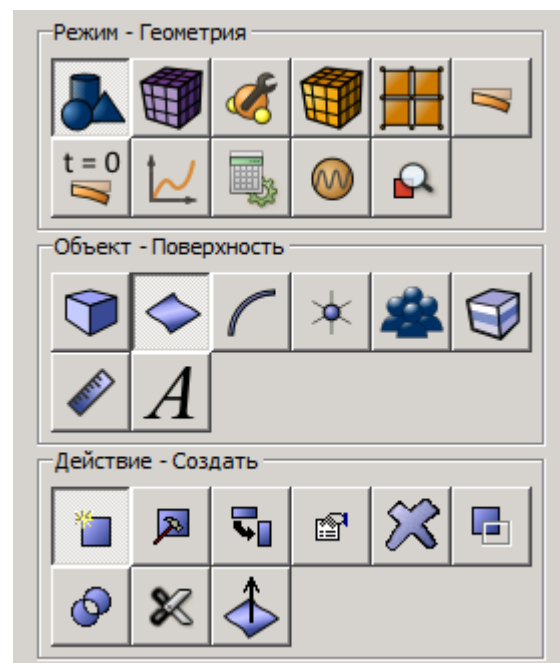 Режим - Геометрия
t = 0
Объект - Поверхность
A
Действие - Создать